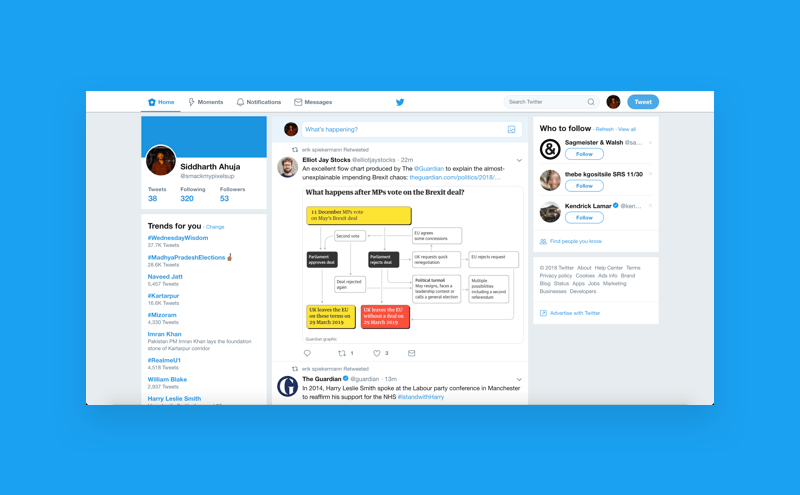 Home
Moments
Notifications
Messages
Search Twitter
Tweet
Siddharth Ahuja
@smackmypixelsup
Tweets Following Followers
38 320 53
Trends for you · Change
#WednesdayWisdom
37.7K Tweets
#MadhyaPradeshElections
28.6K Tweets
Naveed Jatt
5,457 Tweets
#Kartarpur
16.6K Tweets
#Mizoram
4,330 Tweets
Imran Khan
Pakistan PM Imran Khan lays the foundation
stone of Kartarpur corridor
#RealmeU1
4,518 Tweets
William Blake
2,937 Tweets
Harry Leslie Smith
What's happening?
erik spiekermann Retweeted
Elliot Jay Stocks @elliotjaystocks · 22m
An excellent flow chart produced by The @Guardian to explain the almost-
unexplainable impending Brexit chaos: theguardian.com/politics/2018/…
What happens after MPs vote on the Brexit deal?
11 December MPs vote
on May's Brexit deal
Second vote
EU agrees
some concessions
Parliament
approves deal
Parliament
rejects deal
UK requests quick
renegotiation
EU rejects request
Deal rejected
again
Political turmoil
May resigns, faces a
leadership contest or
calls a general election
Multiple
possibilities
including a second
referendum
UK leaves the EU
on these terms on
29 March 2019
UK leaves the EU
without a deal on
29 March 2019
Guardian graphic
1
3
erik spiekermann Retweeted
The Guardian @guardian · 13m
In 2014, Harry Leslie Smith spoke at the Labour party conference in Manchester
to reaffirm his support for the NHS #IstandwithHarry
Who to follow · Refresh · View all
Sagmeister & Walsh @sa...
Follow
thebe kgositsile SRS 11/30
Follow
Kendrick Lamar @ken...
Follow
Find people you know
© 2018 Twitter About Help Center Terms
Privacy policy Cookies Ads info Brand
Blog Status Apps Jobs Marketing
Businesses Developers
Advertise with Twitter